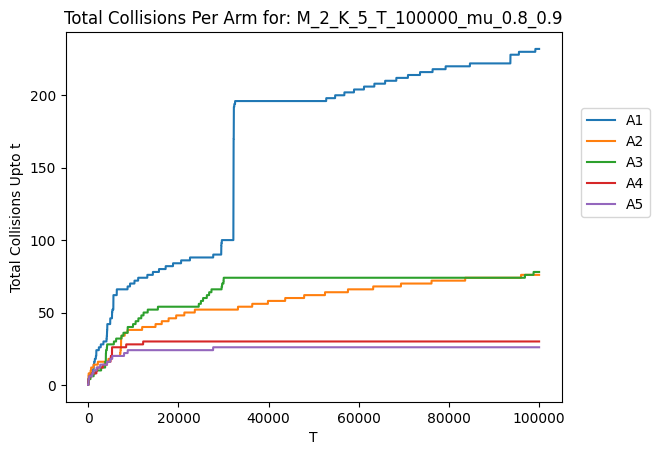 Total Collisions Per Arm for: M_2_K_5_T_100000_mu_0.8_0.9
Total Collisions Upto t
200
150
100
50
0
0 20000 40000 60000 80000 100000
T
A1
A2
A3
A4
A5